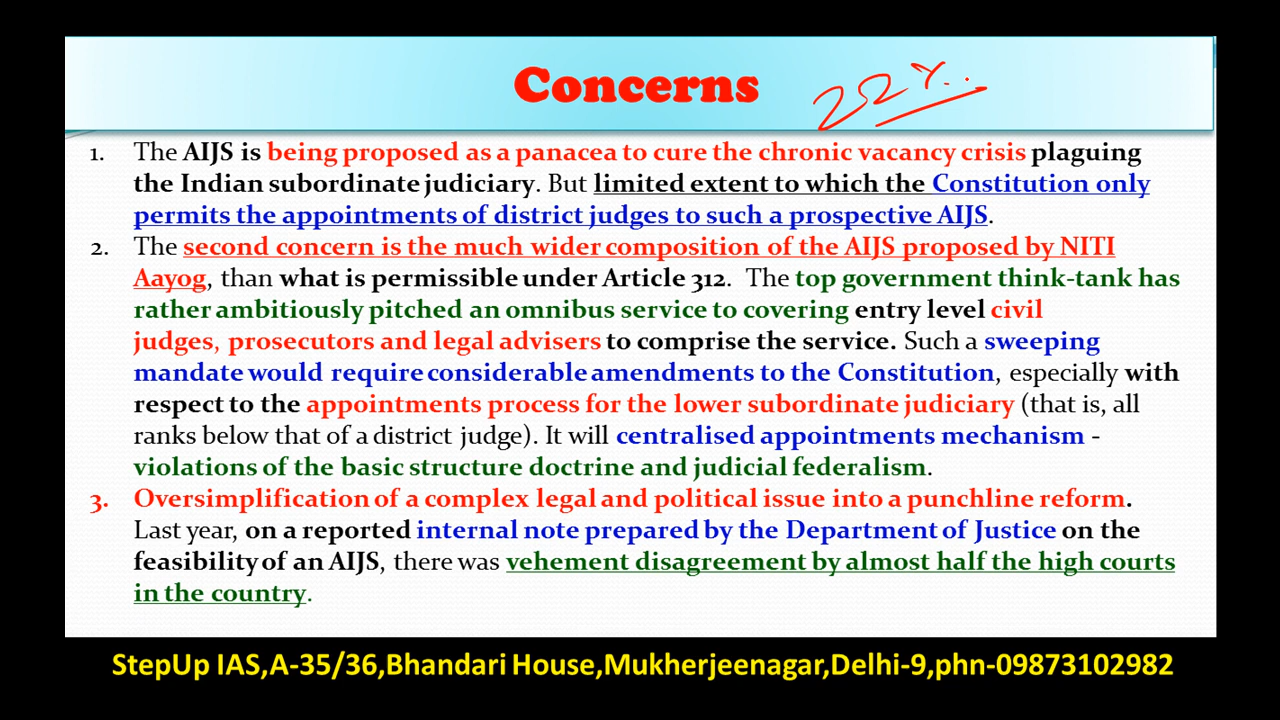 Concerns
22%
1. The AIJS is being proposed as a panacea to cure the chronic vacancy crisis plaguing
the Indian subordinate judiciary. But limited extent to which the Constitution only
permits the appointments of district judges to such a prospective AIJS.
2. The second concern is the much wider composition of the AIJS proposed by NITI
Aayog, than what is permissible under Article 312. The top government think-tank has
rather ambitiously pitched an omnibus service to covering entry level civil
judges, prosecutors and legal advisers to comprise the service. Such a sweeping
mandate would require considerable amendments to the Constitution, especially with
respect to the appointments process for the lower subordinate judiciary (that is, all
ranks below that of a district judge). It will centralised appointments mechanism -
violations of the basic structure doctrine and judicial federalism.
3. Oversimplification of a complex legal and political issue into a punchline reform.
Last year, on a reported internal note prepared by the Department of Justice on the
feasibility of an AIJS, there was vehement disagreement by almost half the high courts
in the country.
StepUp IAS,A-35/36,Bhandari House,Mukherjeenagar,Delhi-9,phn-09873102982